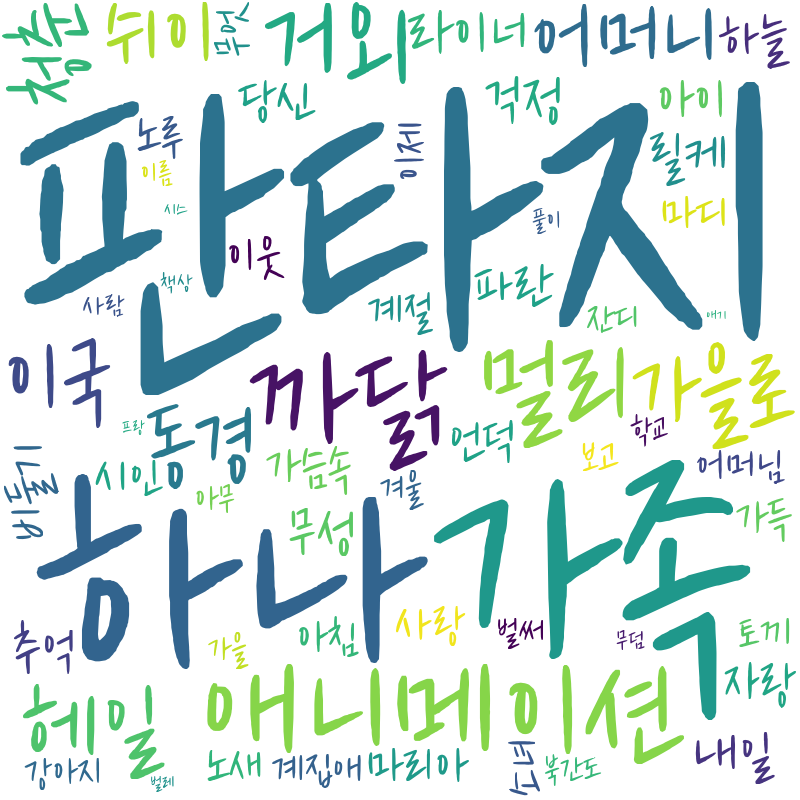 청춘
쉬이
무엇
거외
라이너
어머니
하늘
당신
걱정
아이
노루
이제
릴케
이름
판타지
마디
시스
풀이
이웃
책상
파란
사람
계절
잔디
애기
이국
까닭
멀리
가을로
프랑
동경
언덕
학교
시인
가슴속
보고
어머님
아무
겨울
무성
가득
하나
가족
추억
아침
사랑
벌써
무덤
토끼
가을
자랑
헤일
애니메이션
내일
강아지
벌레
노새
계집애
마리아
북간도